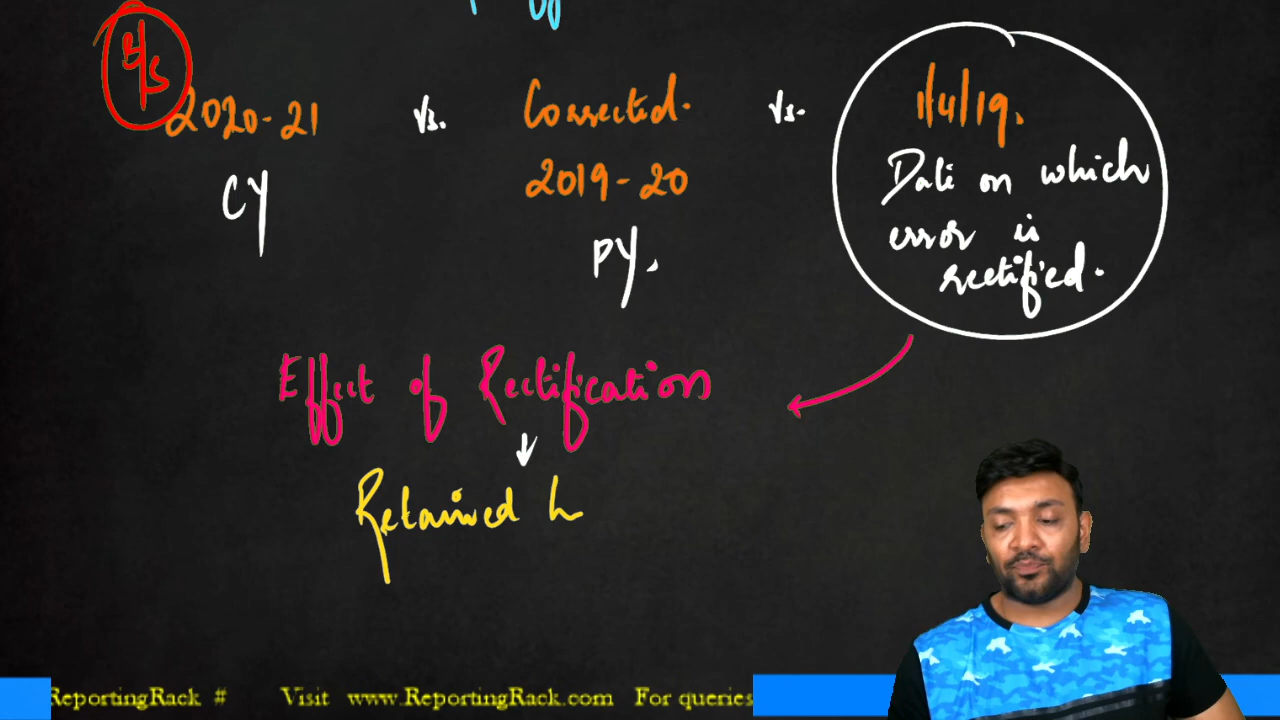 B/S
2020-21 Vs. Corrected. Vs. 1/4/19.
CY 2019-20 Date on which
PY. error is
rectified.
Effect of Rectification
↓
Retained
ReportingRack # Visit www.ReportingRack.com For queries